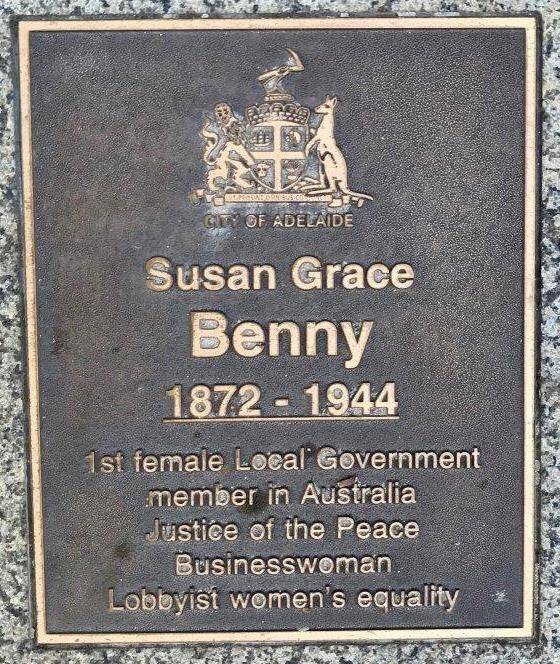 CITY OF ADELAIDE
Susan Grace
Benny
1872 - 1944
1st female Local Government
member in Australia
Justice of the Peace
Businesswoman
Lobbyist women's equality